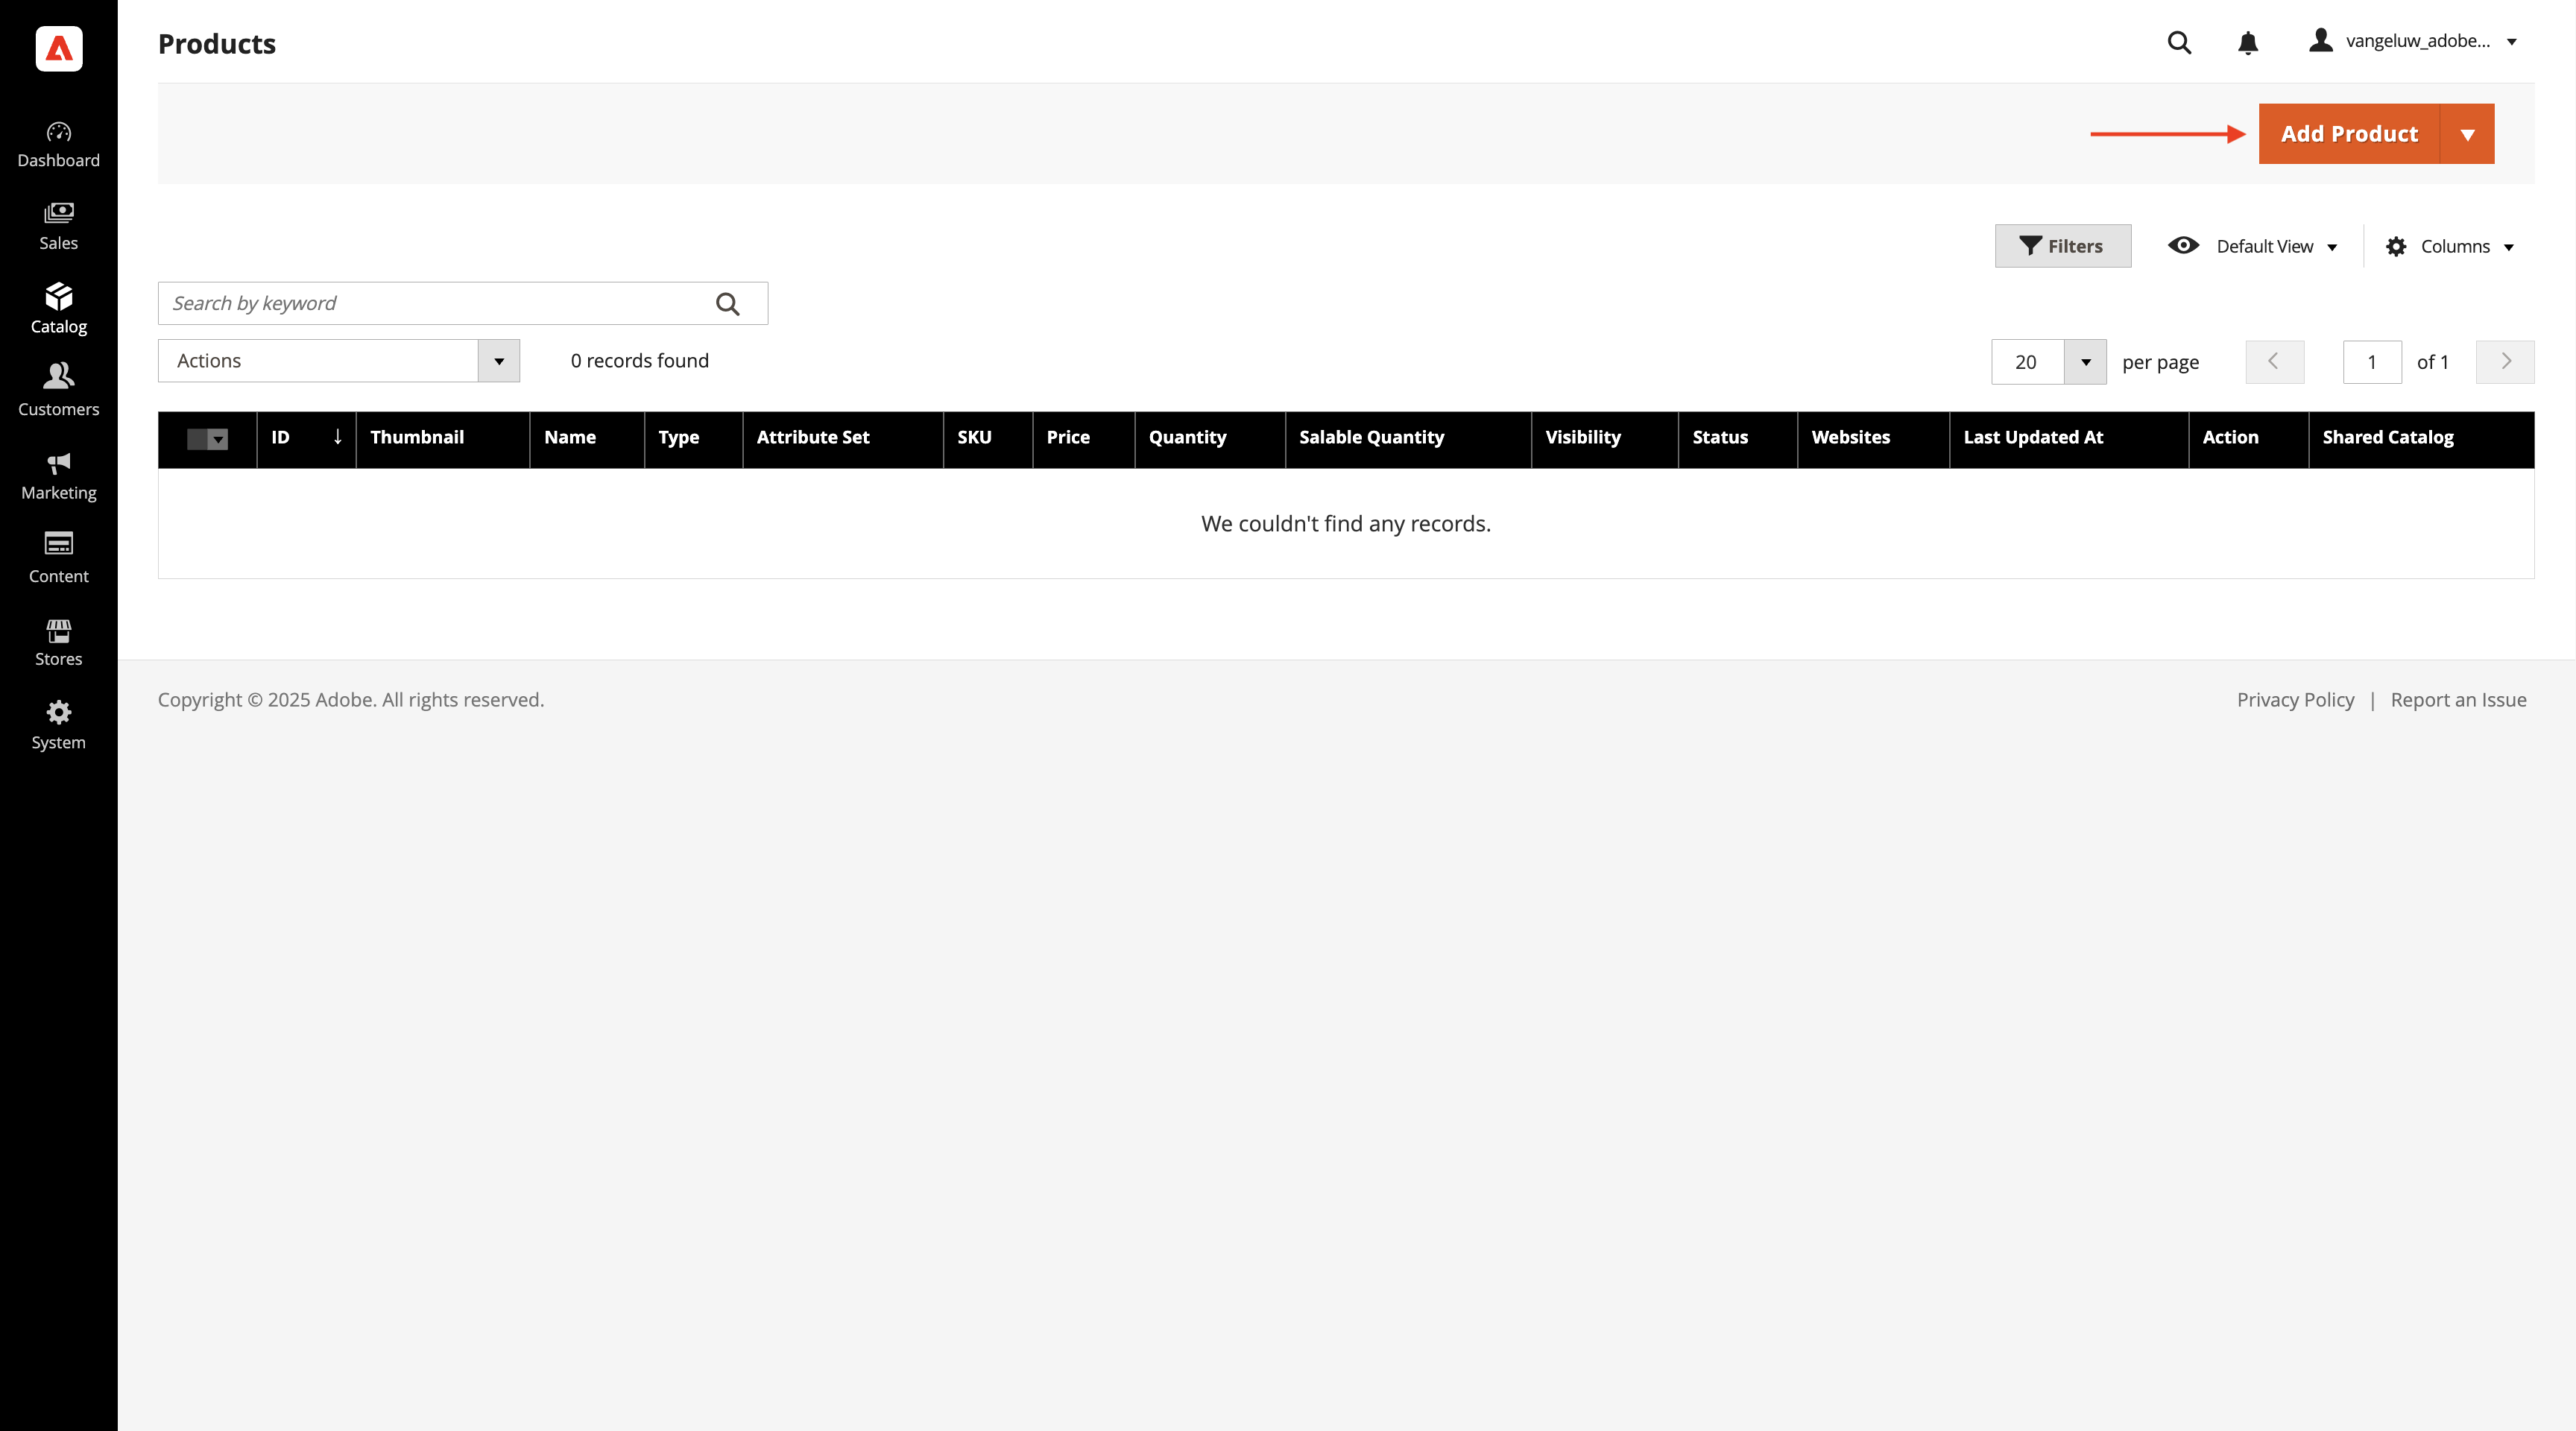 Products
vangeluw_adobe...
Add Product
Dashboard
Sales
Catalog
Customers
Marketing
Content
Stores
System
Filters
Default View
Columns
Search by keyword
Actions
0 records found
20
per page
1
of 1
ID ↓ Thumbnail Name Type Attribute Set SKU Price Quantity Salable Quantity Visibility Status Websites Last Updated At Action Shared Catalog
We couldn't find any records.
Copyright © 2025 Adobe. All rights reserved.
Privacy Policy | Report an Issue